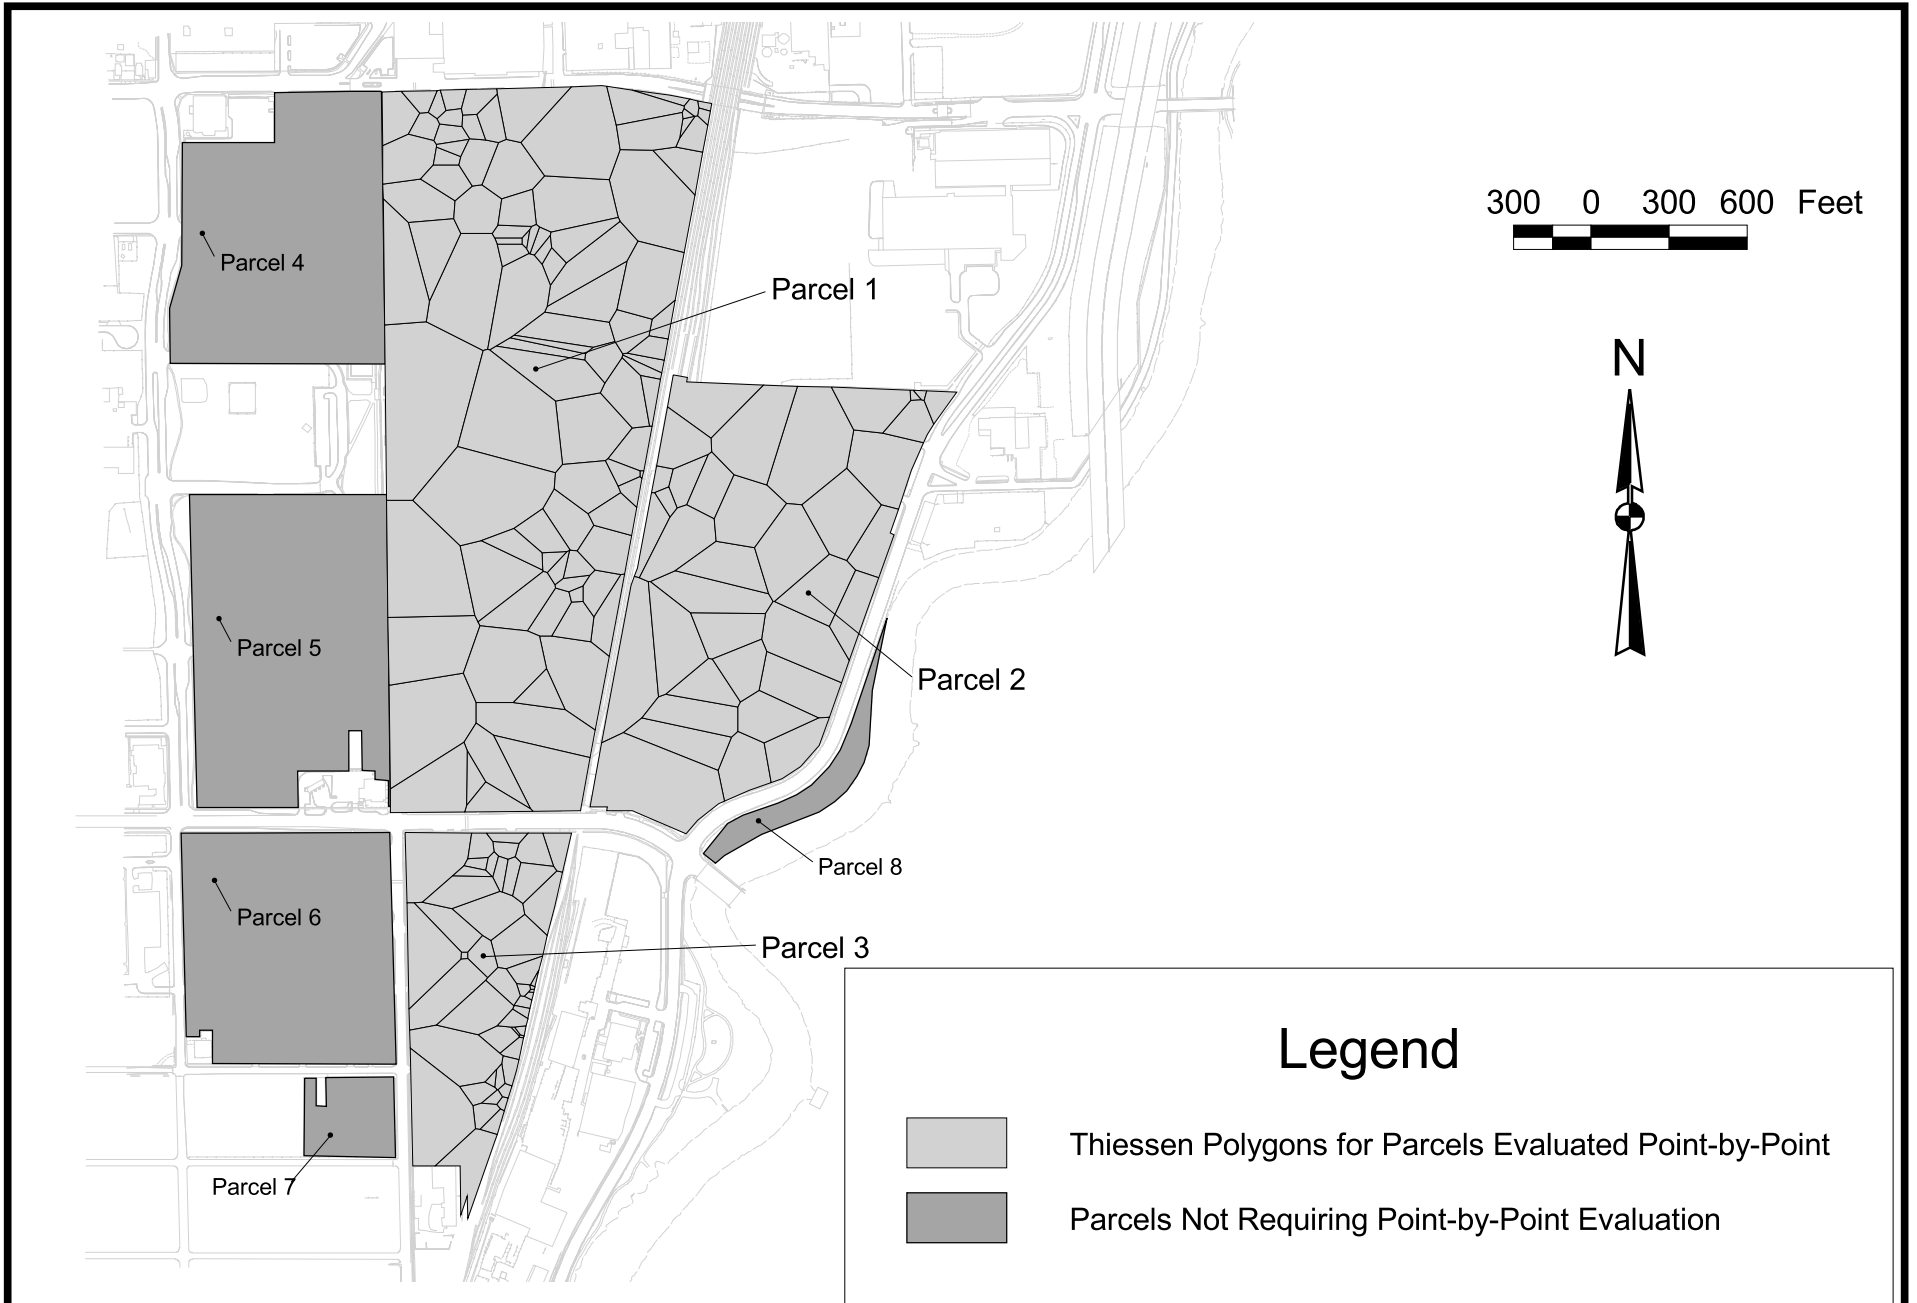 300 0 300 600 Feet
Parcel 4
Parcel 1
N
Parcel 5
Parcel 2
Parcel 8
Parcel 6
Parcel 3
Parcel 7
Legend
Thiessen Polygons for Parcels Evaluated Point-by-Point
Parcels Not Requiring Point-by-Point Evaluation